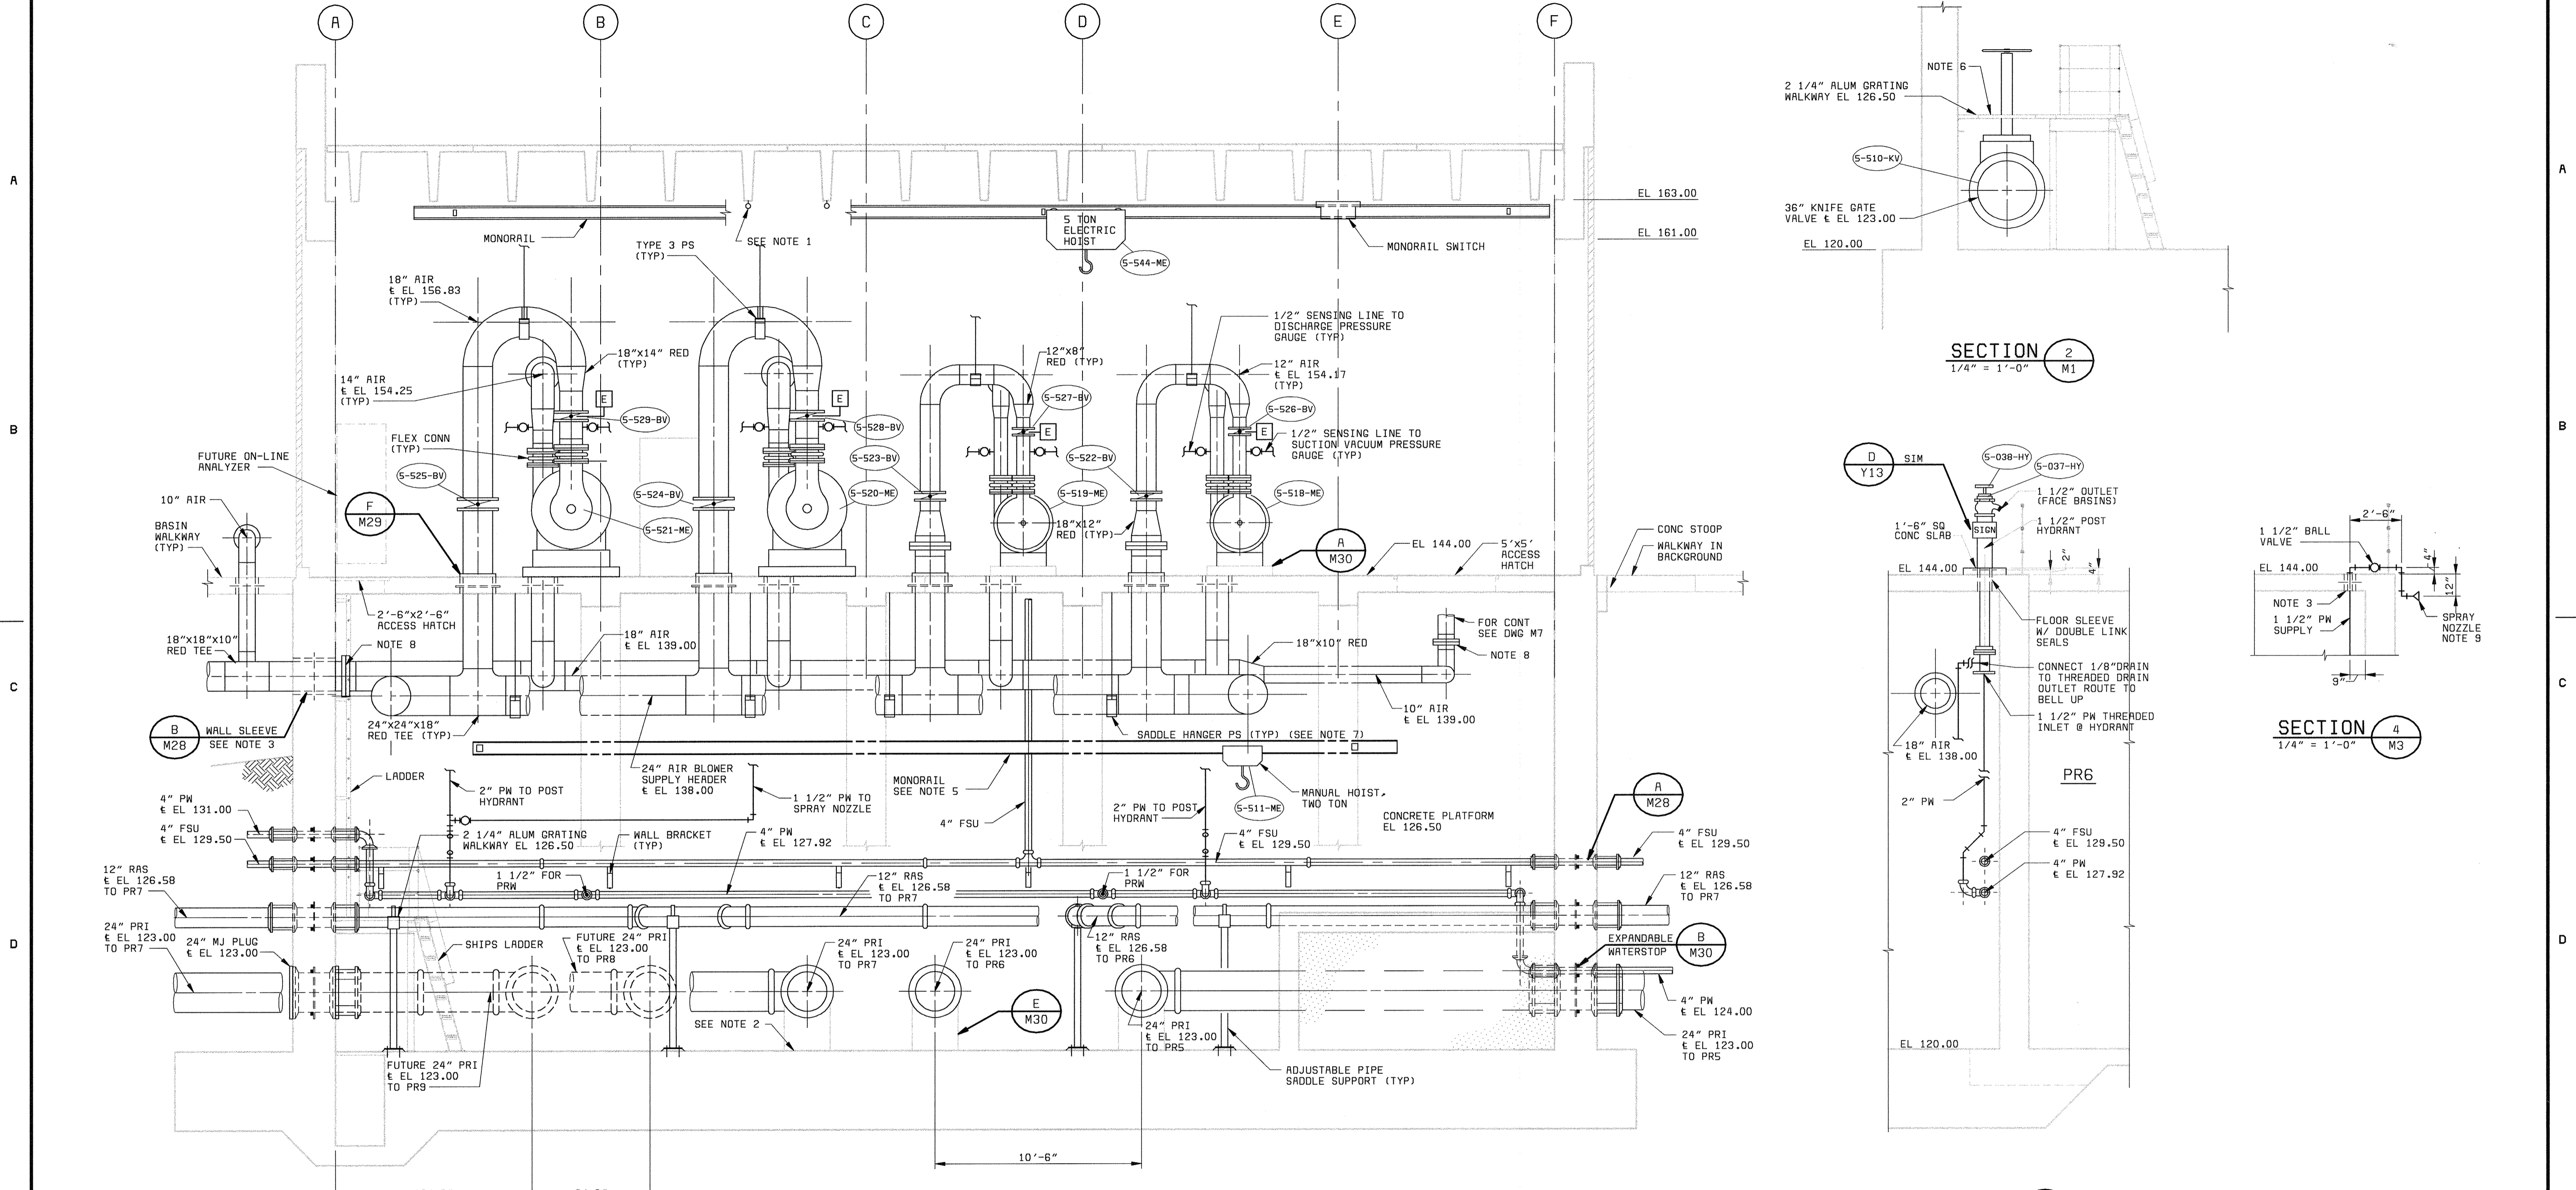 A
B
C
D
E
F
A
A
B
B
C
C
D
D
EL 163.00
EL 161.00
MONORAIL
TYPE 3 PS
(TYP)
SEE NOTE 1
5 TON
ELECTRIC
HOIST
5-544-ME
MONORAIL SWITCH
18" AIR
℄ EL 156.83
(TYP)
18"x14" RED
(TYP)
14" AIR
℄ EL 154.25
(TYP)
E
5-529-BV
E
5-528-BV
12"x8"
RED (TYP)
5-527-BV
E
1/2" SENSING LINE TO
DISCHARGE PRESSURE
GAUGE (TYP)
12" AIR
℄ EL 154.17
(TYP)
5-526-BV
E
1/2" SENSING LINE TO
SUCTION VACUUM PRESSURE
GAUGE (TYP)
FLEX CONN
(TYP)
FUTURE ON-LINE
ANALYZER
5-525-BV
5-524-BV
5-523-BV
5-522-BV
5-521-ME
5-520-ME
5-519-ME
5-518-ME
18"x12"
RED (TYP)
10" AIR
BASIN
WALKWAY
(TYP)
F
M29
A
M30
EL 144.00
5'x5'
ACCESS
HATCH
CONC STOOP
WALKWAY IN
BACKGROUND
2'-6"x2'-6"
ACCESS HATCH
18"x18"x10"
RED TEE
NOTE 8
18" AIR
℄ EL 139.00
18"x10" RED
FOR CONT
SEE DWG M7
NOTE 8
10" AIR
℄ EL 139.00
B
M28
WALL SLEEVE
SEE NOTE 3
24"x24"x18"
RED TEE (TYP)
SADDLE HANGER PS (TYP) (SEE NOTE 7)
LADDER
24" AIR BLOWER
SUPPLY HEADER
℄ EL 138.00
2" PW TO POST
HYDRANT
1 1/2" PW TO
SPRAY NOZZLE
MONORAIL
SEE NOTE 5
4" FSU
2" PW TO POST
HYDRANT
5-511-ME
MANUAL HOIST,
TWO TON
CONCRETE PLATFORM
EL 126.50
A
M28
4" PW
℄ EL 131.00
4" FSU
℄ EL 129.50
2 1/4" ALUM GRATING
WALKWAY EL 126.50
WALL BRACKET
(TYP)
4" PW
℄ EL 127.92
4" FSU
℄ EL 129.50
4" FSU
℄ EL 129.50
12" RAS
℄ EL 126.58
TO PR7
1 1/2" FOR
PRW
12" RAS
℄ EL 126.58
TO PR7
1 1/2" FOR
PRW
12" RAS
℄ EL 126.58
TO PR7
24" PRI
℄ EL 123.00
TO PR7
24" MJ PLUG
℄ EL 123.00
SHIPS LADDER
FUTURE 24" PRI
℄ EL 123.00
TO PR8
24" PRI
℄ EL 123.00
TO PR7
24" PRI
℄ EL 123.00
TO PR6
12" RAS
℄ EL 126.58
TO PR6
EXPANDABLE
WATERSTOP
B
M30
4" PW
℄ EL 124.00
SEE NOTE 2
E
M30
24" PRI
℄ EL 123.00
TO PR5
24" PRI
℄ EL 123.00
TO PR5
FUTURE 24" PRI
℄ EL 123.00
TO PR9
ADJUSTABLE PIPE
SADDLE SUPPORT (TYP)
10'-6"
NOTE 6
2 1/4" ALUM GRATING
WALKWAY EL 126.50
5-510-KV
36" KNIFE GATE
VALVE ℄ EL 123.00
EL 120.00
SECTION
1/4" = 1'-0"
2
M1
D
Y13
SIM
5-038-HY
5-037-HY
1 1/2" OUTLET
(FACE BASINS)
SIGN
1 1/2" POST
HYDRANT
1'-6" SQ
CONC SLAB
2"
4"
EL 144.00
FLOOR SLEEVE
W/ DOUBLE LINK
SEALS
CONNECT 1/8"DRAIN
TO THREADED DRAIN
OUTLET ROUTE TO
BELL UP
1 1/2" PW THREADED
INLET @ HYDRANT
18" AIR
℄ EL 138.00
PR6
2" PW
4" FSU
℄ EL 129.50
4" PW
℄ EL 127.92
EL 120.00
2'-6"
1 1/2" BALL
VALVE
4"
EL 144.00
12"
NOTE 3
1 1/2" PW
SUPPLY
SPRAY
NOZZLE
NOTE 9
9"
SECTION
1/4" = 1'-0"
4
M3